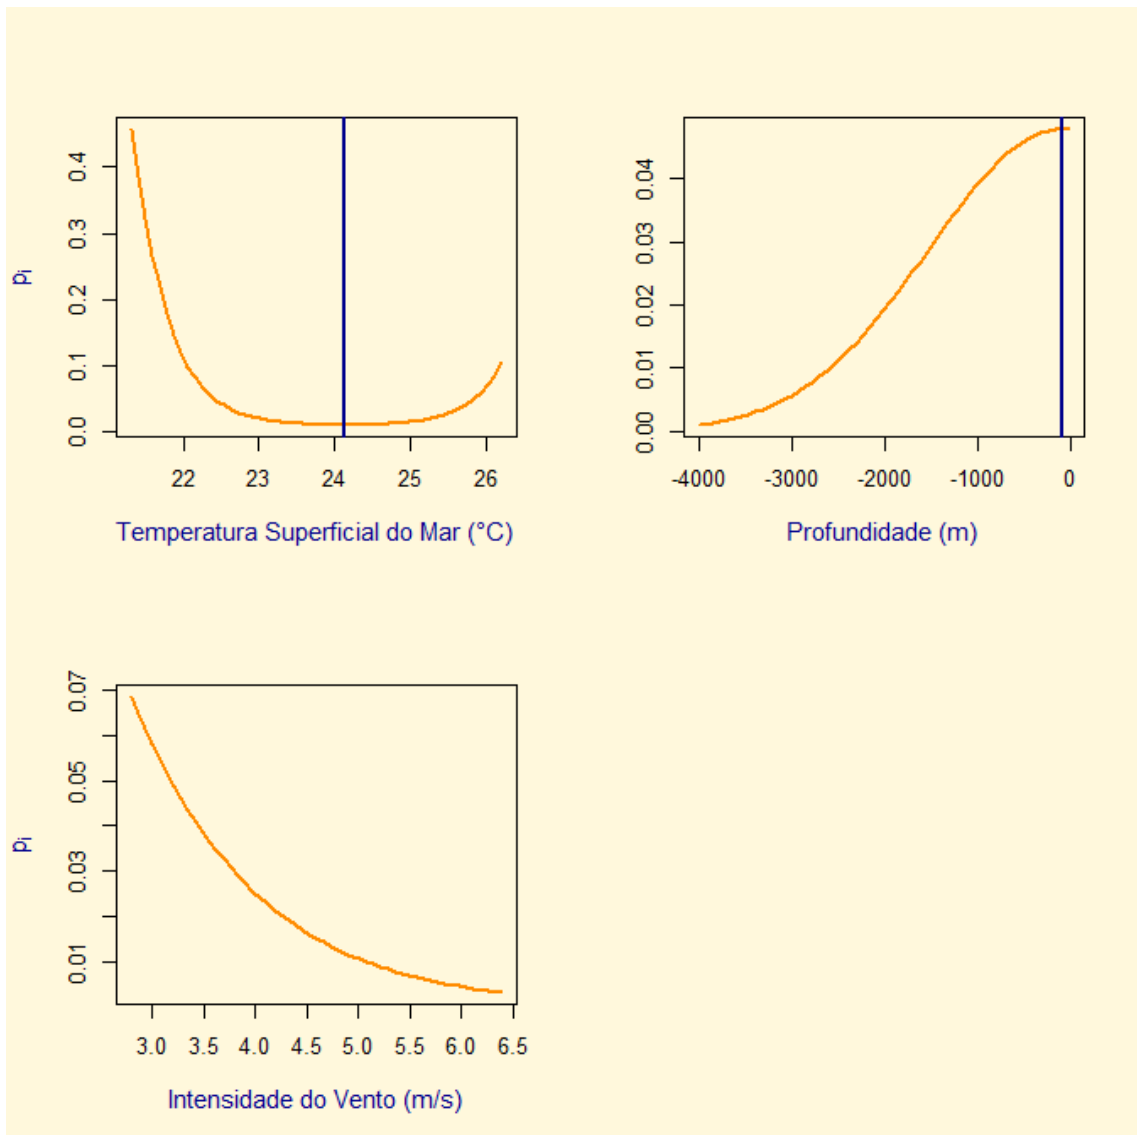 pi
0.0 0.1 0.2 0.3 0.4
22 23 24 25 26
Temperatura Superficial do Mar (°C)
0.00 0.01 0.02 0.03 0.04
-4000 -3000 -2000 -1000 0
Profundidade (m)
pi
0.01 0.03 0.05 0.07
3.0 3.5 4.0 4.5 5.0 5.5 6.0 6.5
Intensidade do Vento (m/s)